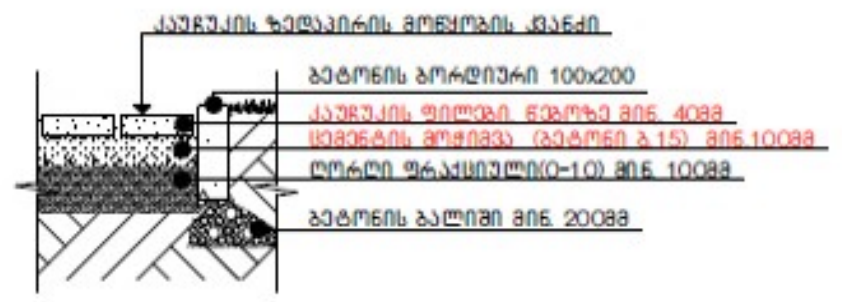 კაუჩუკის ზედაპირის მოწყობის კვანძი
ბეტონის ბორდიური 100x200
კაუჩუკის ფილები. წებოზე მინ. 40მმ
ცემენტის მოჭიმვა (ბეტონი ბ.15) მინ.100მმ
ღორღი ფრაქციული(0-10) მინ. 100მმ
ბეტონის ბალიში მინ. 200მმ